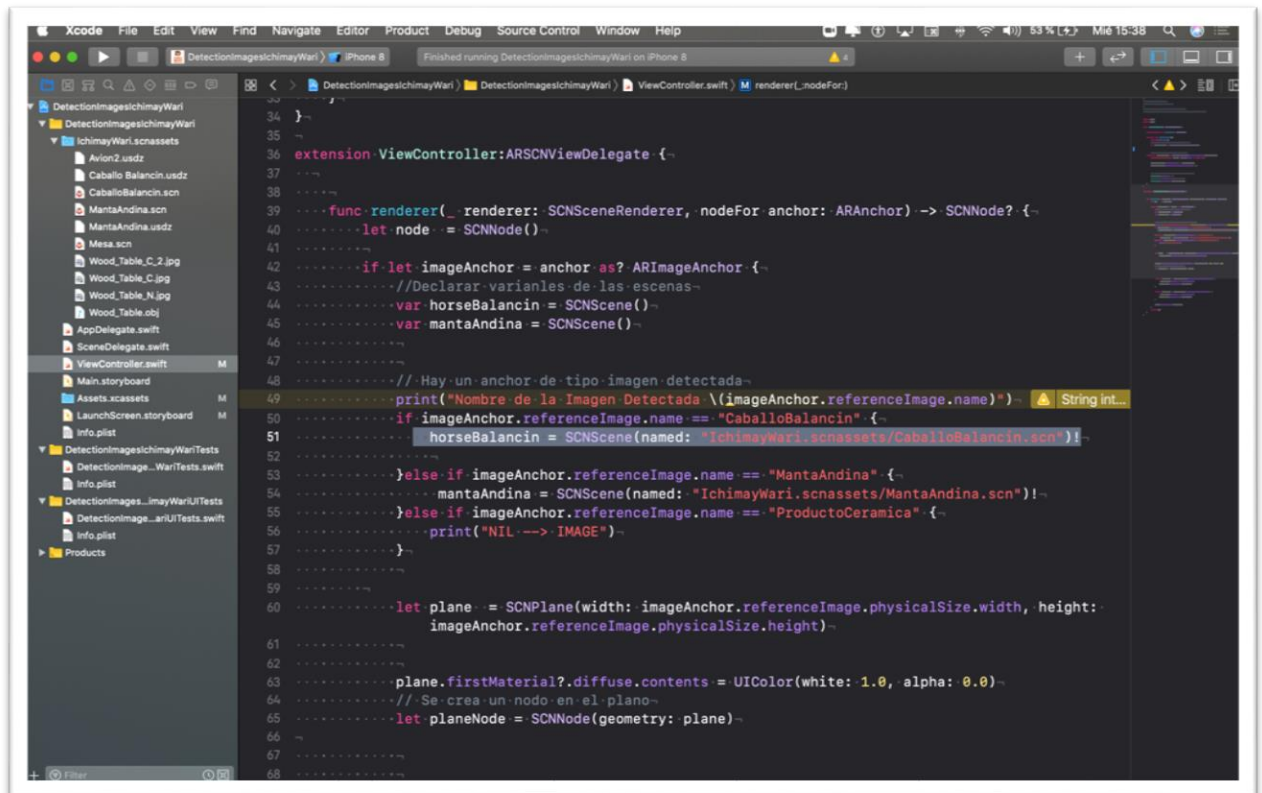 Xcode File Edit View Find Navigate Editor Product Debug Source Control Window Help 53 % Mié 15:38
DetectionImagesIchimayWari 〉 iPhone 8 Finished running DetectionImagesIchimayWari on iPhone 8 4
DetectionImagesIchimayWari 〉 DetectionImagesIchimayWari 〉 ViewController.swift 〉 M renderer(_:nodeFor:)
DetectionImagesIchimayWari
DetectionImagesIchimayWari
IchimayWari.scnassets
Avion2.usdz
Caballo Balancin.usdz
CaballoBalancin.scn
MantaAndina.scn
MantaAndina.usdz
Mesa.scn
Wood_Table_C_2.jpg
Wood_Table_C.jpg
Wood_Table_N.jpg
Wood_Table.obj
AppDelegate.swift
SceneDelegate.swift
ViewController.swift M
Main.storyboard
Assets.xcassets M
LaunchScreen.storyboard M
Info.plist
DetectionImagesIchimayWariTests
DetectionImage...WariTests.swift
Info.plist
DetectionImages...imayWariUITests
DetectionImage...ariUITests.swift
Info.plist
Products
Filter
33 }
34 }
35
36 extension ViewController:ARSCNViewDelegate {
37
38
39 func renderer(_ renderer: SCNSceneRenderer, nodeFor anchor: ARAnchor) -> SCNNode? {
40 let node = SCNNode()
41
42 if let imageAnchor = anchor as? ARImageAnchor {
43 //Declarar varianles de las escenas
44 var horseBalancin = SCNScene()
45 var mantaAndina = SCNScene()
46
47
48 // Hay un anchor de tipo imagen detectada
49 print("Nombre de la Imagen Detectada \(imageAnchor.referenceImage.name)") String int...
50 if imageAnchor.referenceImage.name == "CaballoBalancin" {
51 horseBalancin = SCNScene(named: "IchimayWari.scnassets/CaballoBalancin.scn")!
52
53 }else if imageAnchor.referenceImage.name == "MantaAndina" {
54 mantaAndina = SCNScene(named: "IchimayWari.scnassets/MantaAndina.scn")!
55 }else if imageAnchor.referenceImage.name == "ProductoCeramica" {
56 print("NIL --> IMAGE")
57 }
58
59
60 let plane = SCNPlane(width: imageAnchor.referenceImage.physicalSize.width, height:
imageAnchor.referenceImage.physicalSize.height)
61
62
63 plane.firstMaterial?.diffuse.contents = UIColor(white: 1.0, alpha: 0.0)
64 // Se crea un nodo en el plano
65 let planeNode = SCNNode(geometry: plane)
66
67
68